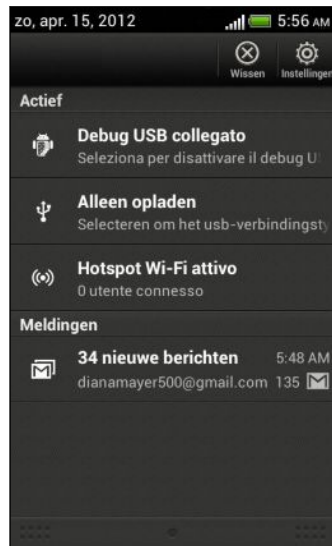 zo, apr. 15, 2012 5:56 AM
Wissen Instellingen
Actief
Debug USB collegato
Seleziona per disattivare il debug U
Alleen opladen
Selecteren om het usb-verbindingsty
Hotspot Wi-Fi attivo
0 utente connesso
Meldingen
34 nieuwe berichten 5:48 AM
dianamayer500@gmail.com 135